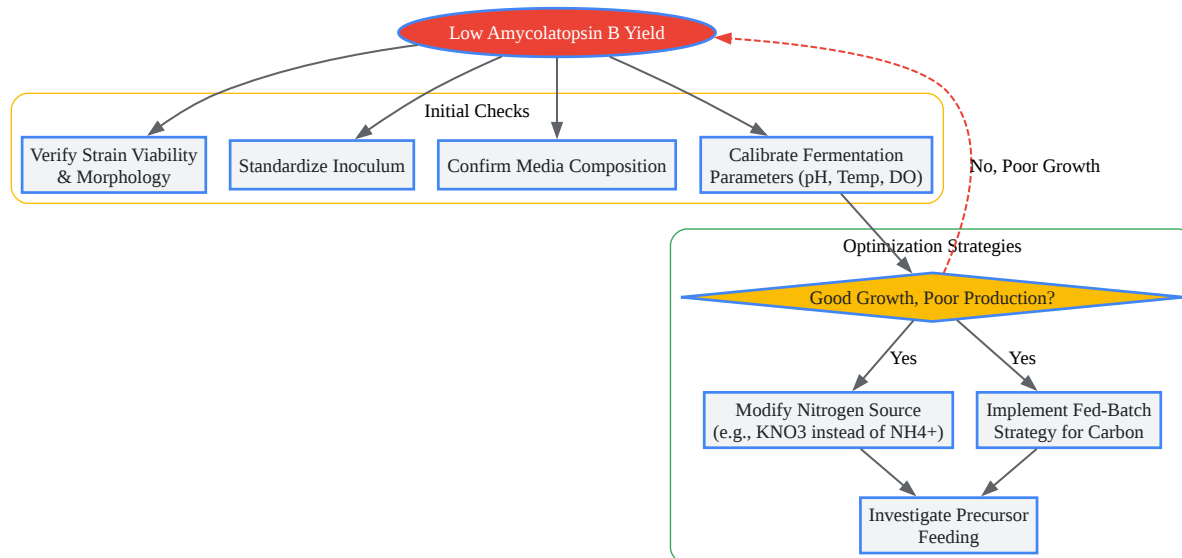 Low Amycolatopsin B Yield
Initial Checks
Verify Strain Viability
& Morphology
Standardize Inoculum
Confirm Media Composition
Calibrate Fermentation
Parameters (pH, Temp, DO)
No, Poor Growth
Optimization Strategies
Good Growth, Poor Production?
Yes
Yes
Modify Nitrogen Source
(e.g., KNO3 instead of NH4+)
Implement Fed-Batch
Strategy for Carbon
Investigate Precursor
Feeding